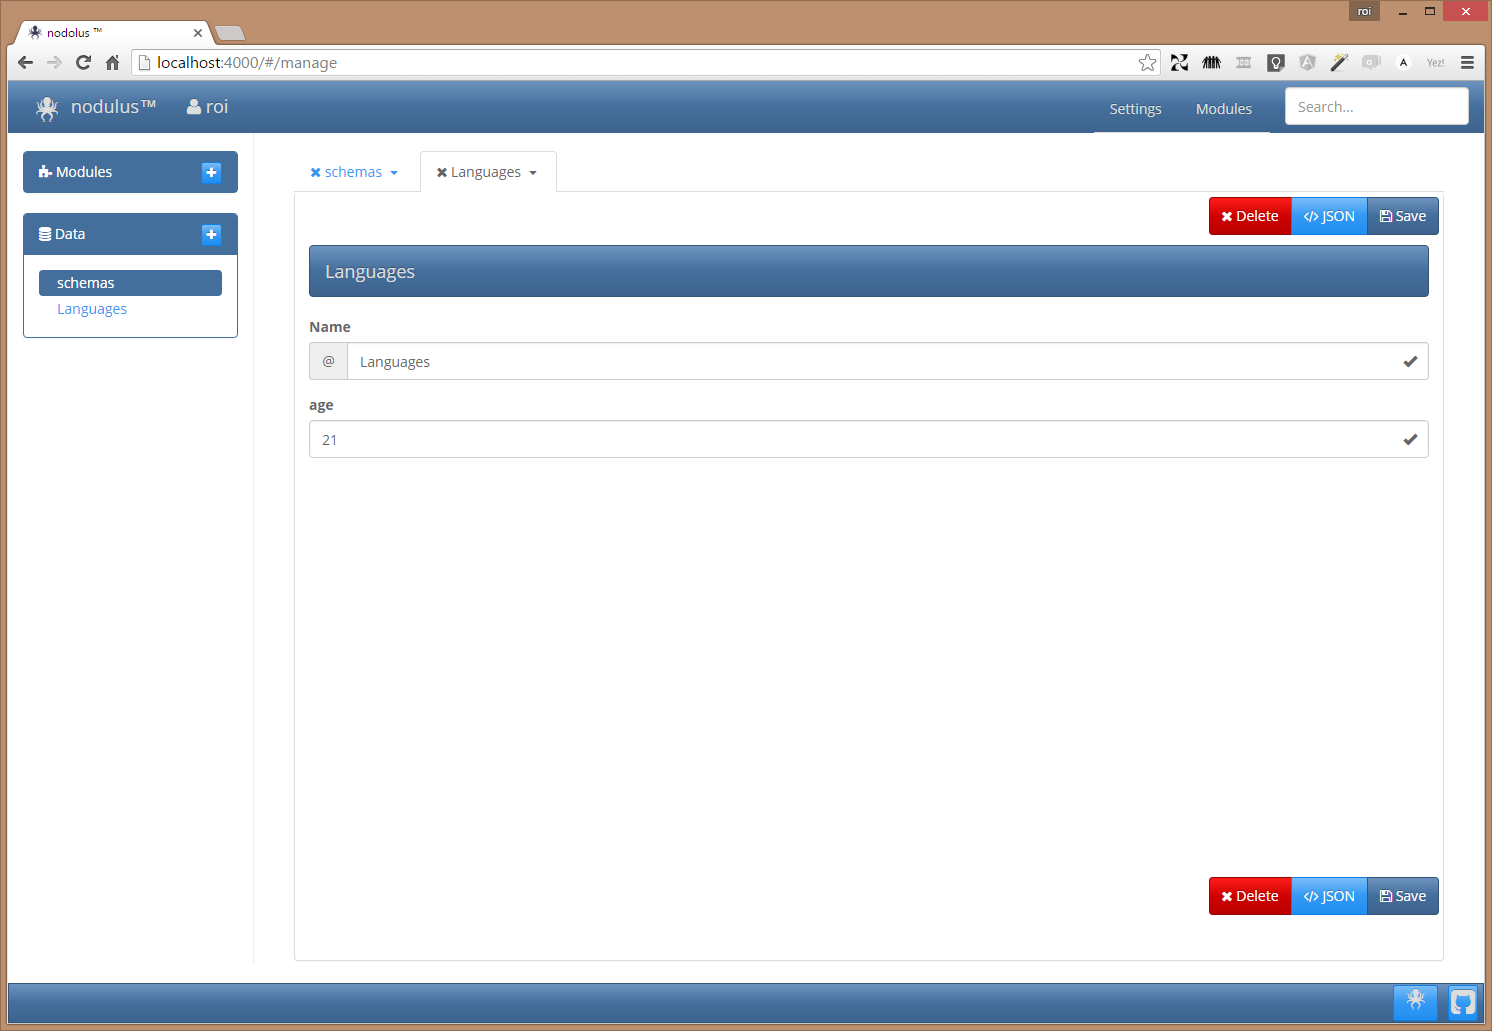 roi
nodolus ™
localhost:4000/#/manage
Yez!
nodulus™ roi Settings Modules Search...
Modules
Data
schemas
Languages
schemas Languages
Delete JSON Save
Languages
Name
@ Languages
age
21
Delete JSON Save